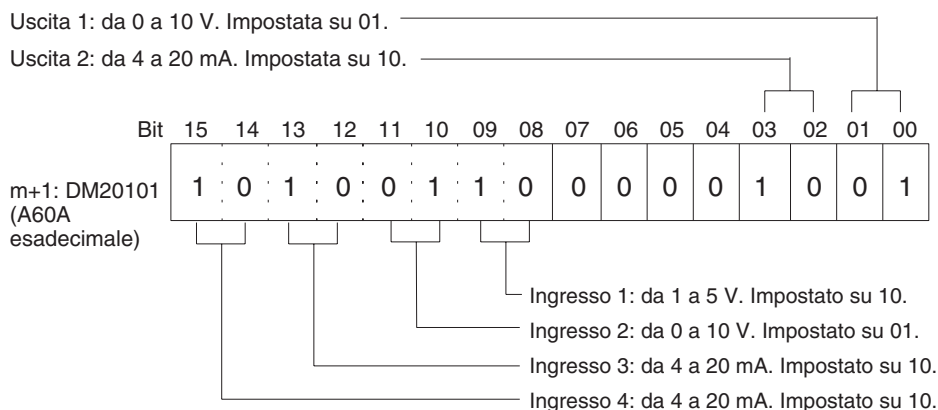 Uscita 1: da 0 a 10 V. Impostata su 01.
Uscita 2: da 4 a 20 mA. Impostata su 10.
Bit 15 14 13 12 11 10 09 08 07 06 05 04 03 02 01 00
m+1: DM20101 1 0 1 0 0 1 1 0 0 0 0 0 1 0 0 1
(A60A
esadecimale)
Ingresso 1: da 1 a 5 V. Impostato su 10.
Ingresso 2: da 0 a 10 V. Impostato su 01.
Ingresso 3: da 4 a 20 mA. Impostato su 10.
Ingresso 4: da 4 a 20 mA. Impostato su 10.